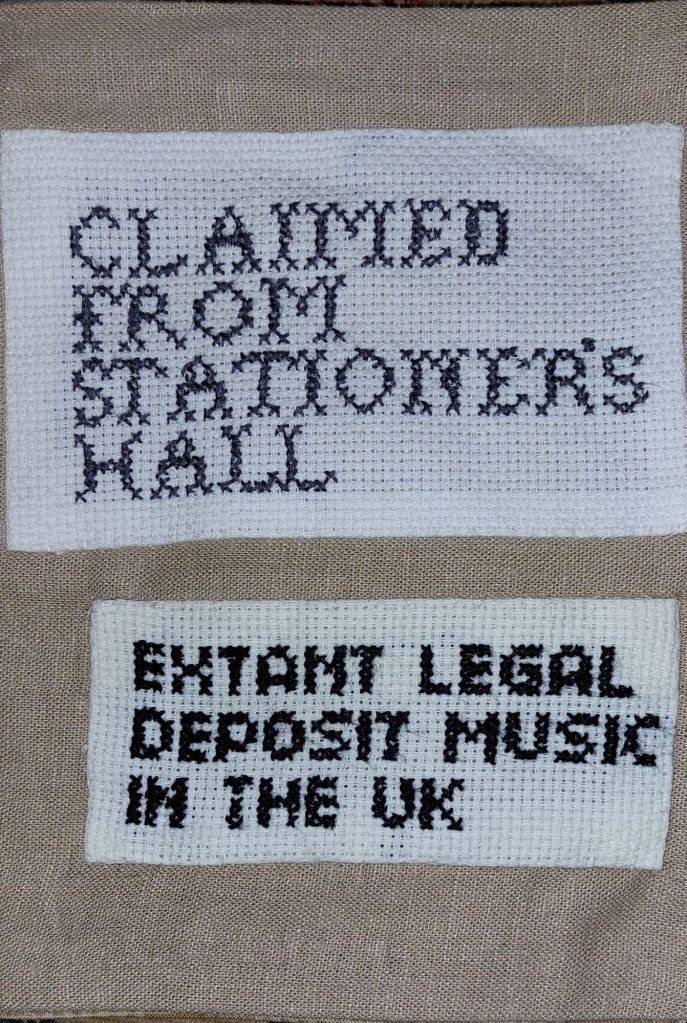 CLAIMED
FROM
STATIONER'S
HALL
EXTANT LEGAL
DEPOSIT MUSIC
IN THE UK